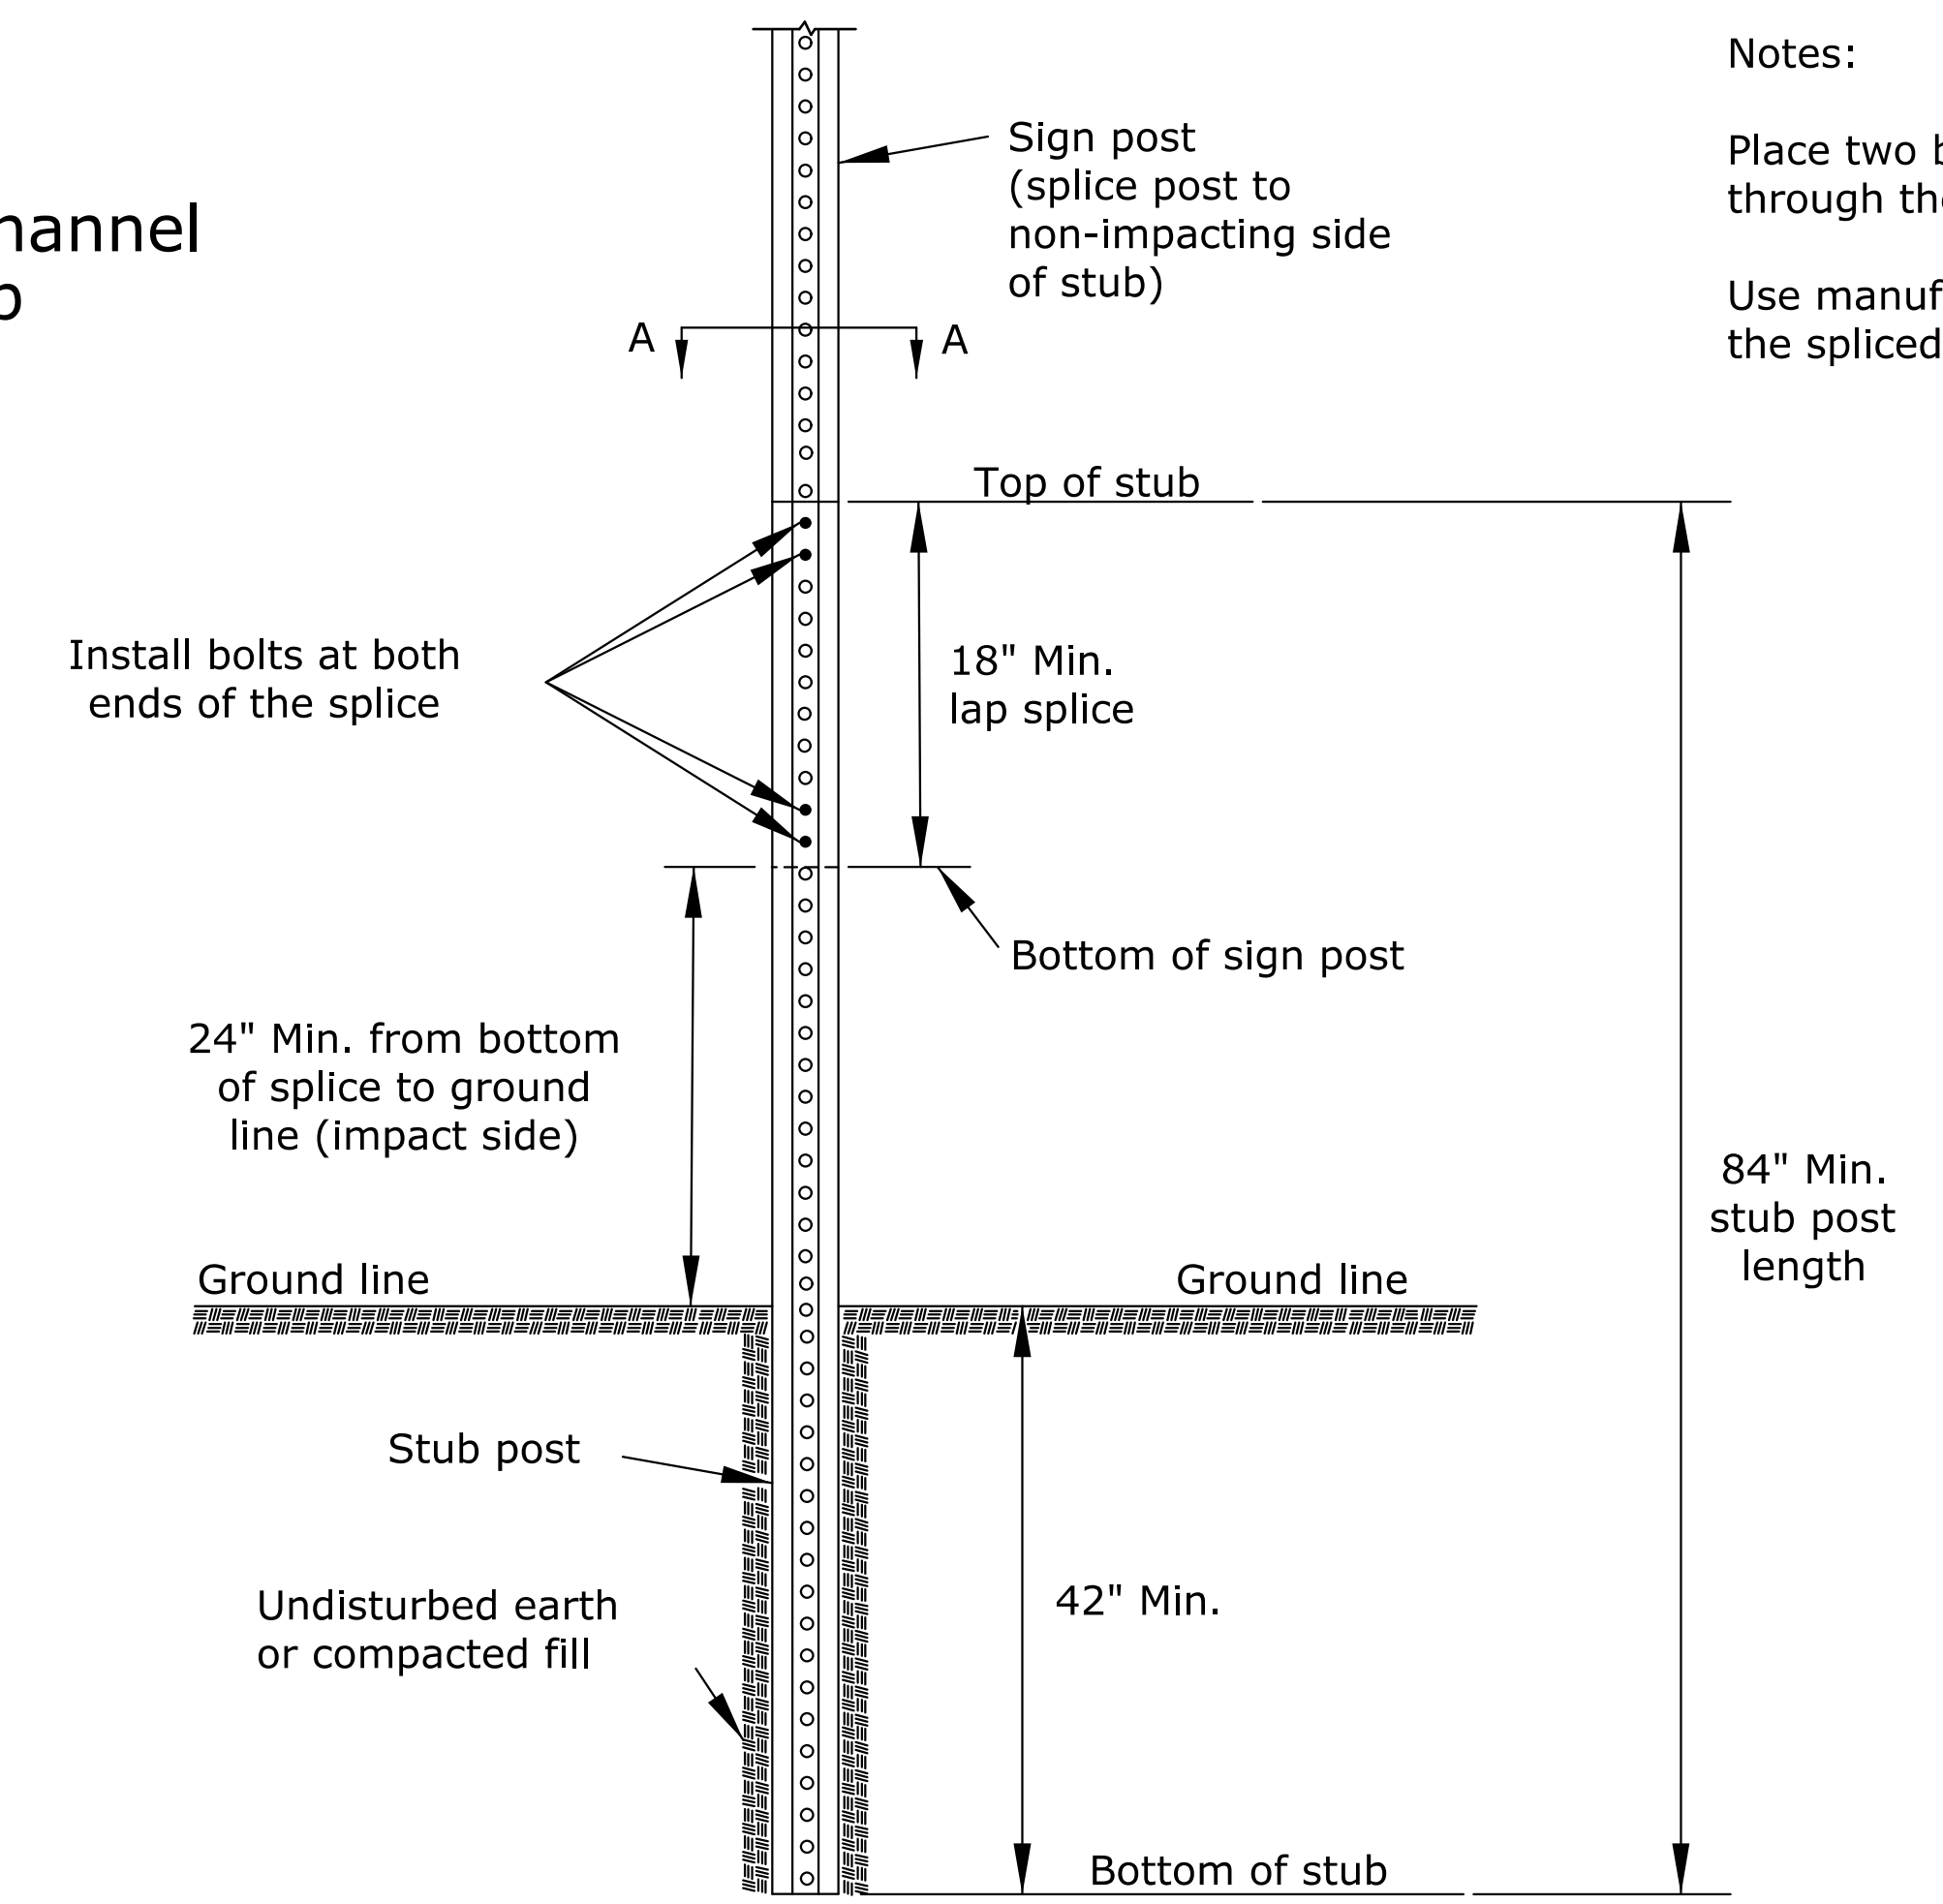 Notes:
Place two
through
Use
the spliced
Sign post
(splice post to
non-impacting side
of stub)
A
A
Top of stub
Install bolts at both
ends of the splice
18" Min.
lap splice
Bottom of sign post
24" Min. from bottom
of splice to ground
line (impact side)
84" Min.
stub post
length
Ground line
Ground line
Stub post
Undisturbed earth
or compacted fill
42" Min.
Bottom of stub